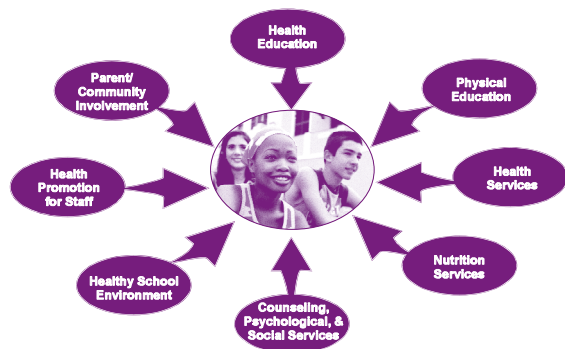 Health
Education
Physical
Education
Health
Services
Nutrition
Services
Counseling,
Psychological, &
Social Services
Healthy School
Environment
Health
Promotion
for Staff
Parent/
Community
Involvement